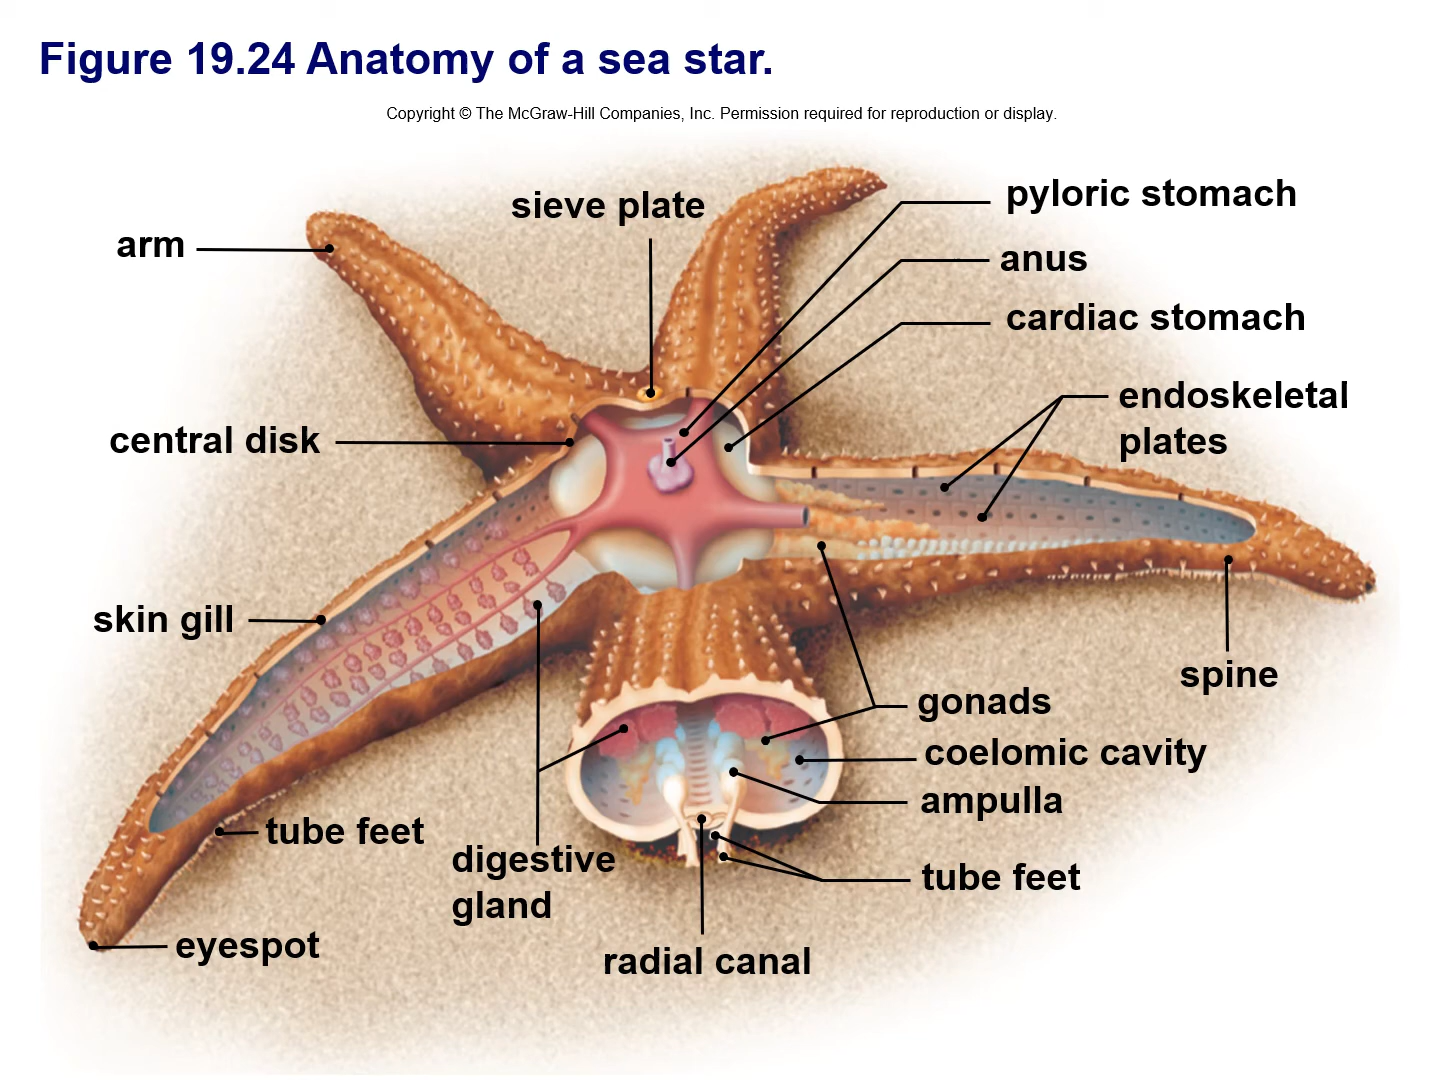 Figure 19.24 Anatomy of a sea star.
Copyright © The McGraw-Hill Companies, Inc. Permission required for reproduction or display.
pyloric stomach
sieve plate
arm
anus
cardiac stomach
endoskeletal
plates
central disk
skin gill
spine
gonads
coelomic cavity
ampulla
tube feet
digestive
gland
tube feet
eyespot
radial canal